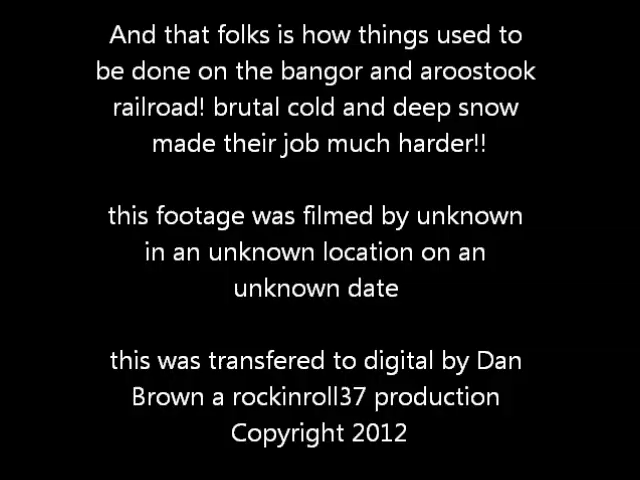 And that folks is how things used to
be done on the bangor and aroostook
railroad! brutal cold and deep snow
made their job much harder!!
this footage was filmed by unknown
in an unknown location on an
unknown date
this was transfered to digital by Dan
Brown a rockinroll37 production
Copyright 2012